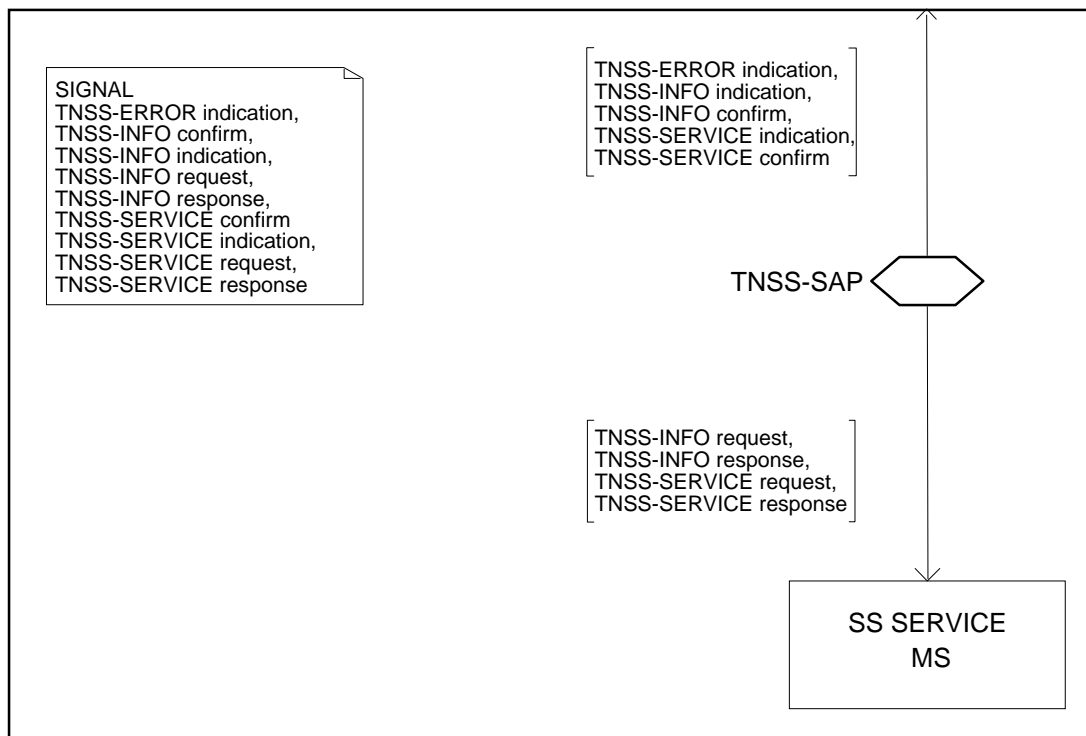 SIGNAL
TNSS-ERROR indication,
TNSS-INFO confirm,
TNSS-INFO indication,
TNSS-INFO request,
TNSS-INFO response,
TNSS-SERVICE confirm
TNSS-SERVICE indication,
TNSS-SERVICE request,
TNSS-SERVICE response
TNSS-ERROR indication,
TNSS-INFO indication,
TNSS-INFO confirm,
TNSS-SERVICE indication,
TNSS-SERVICE confirm
TNSS-SAP
TNSS-INFO request,
TNSS-INFO response,
TNSS-SERVICE request,
TNSS-SERVICE response
SS SERVICE
MS